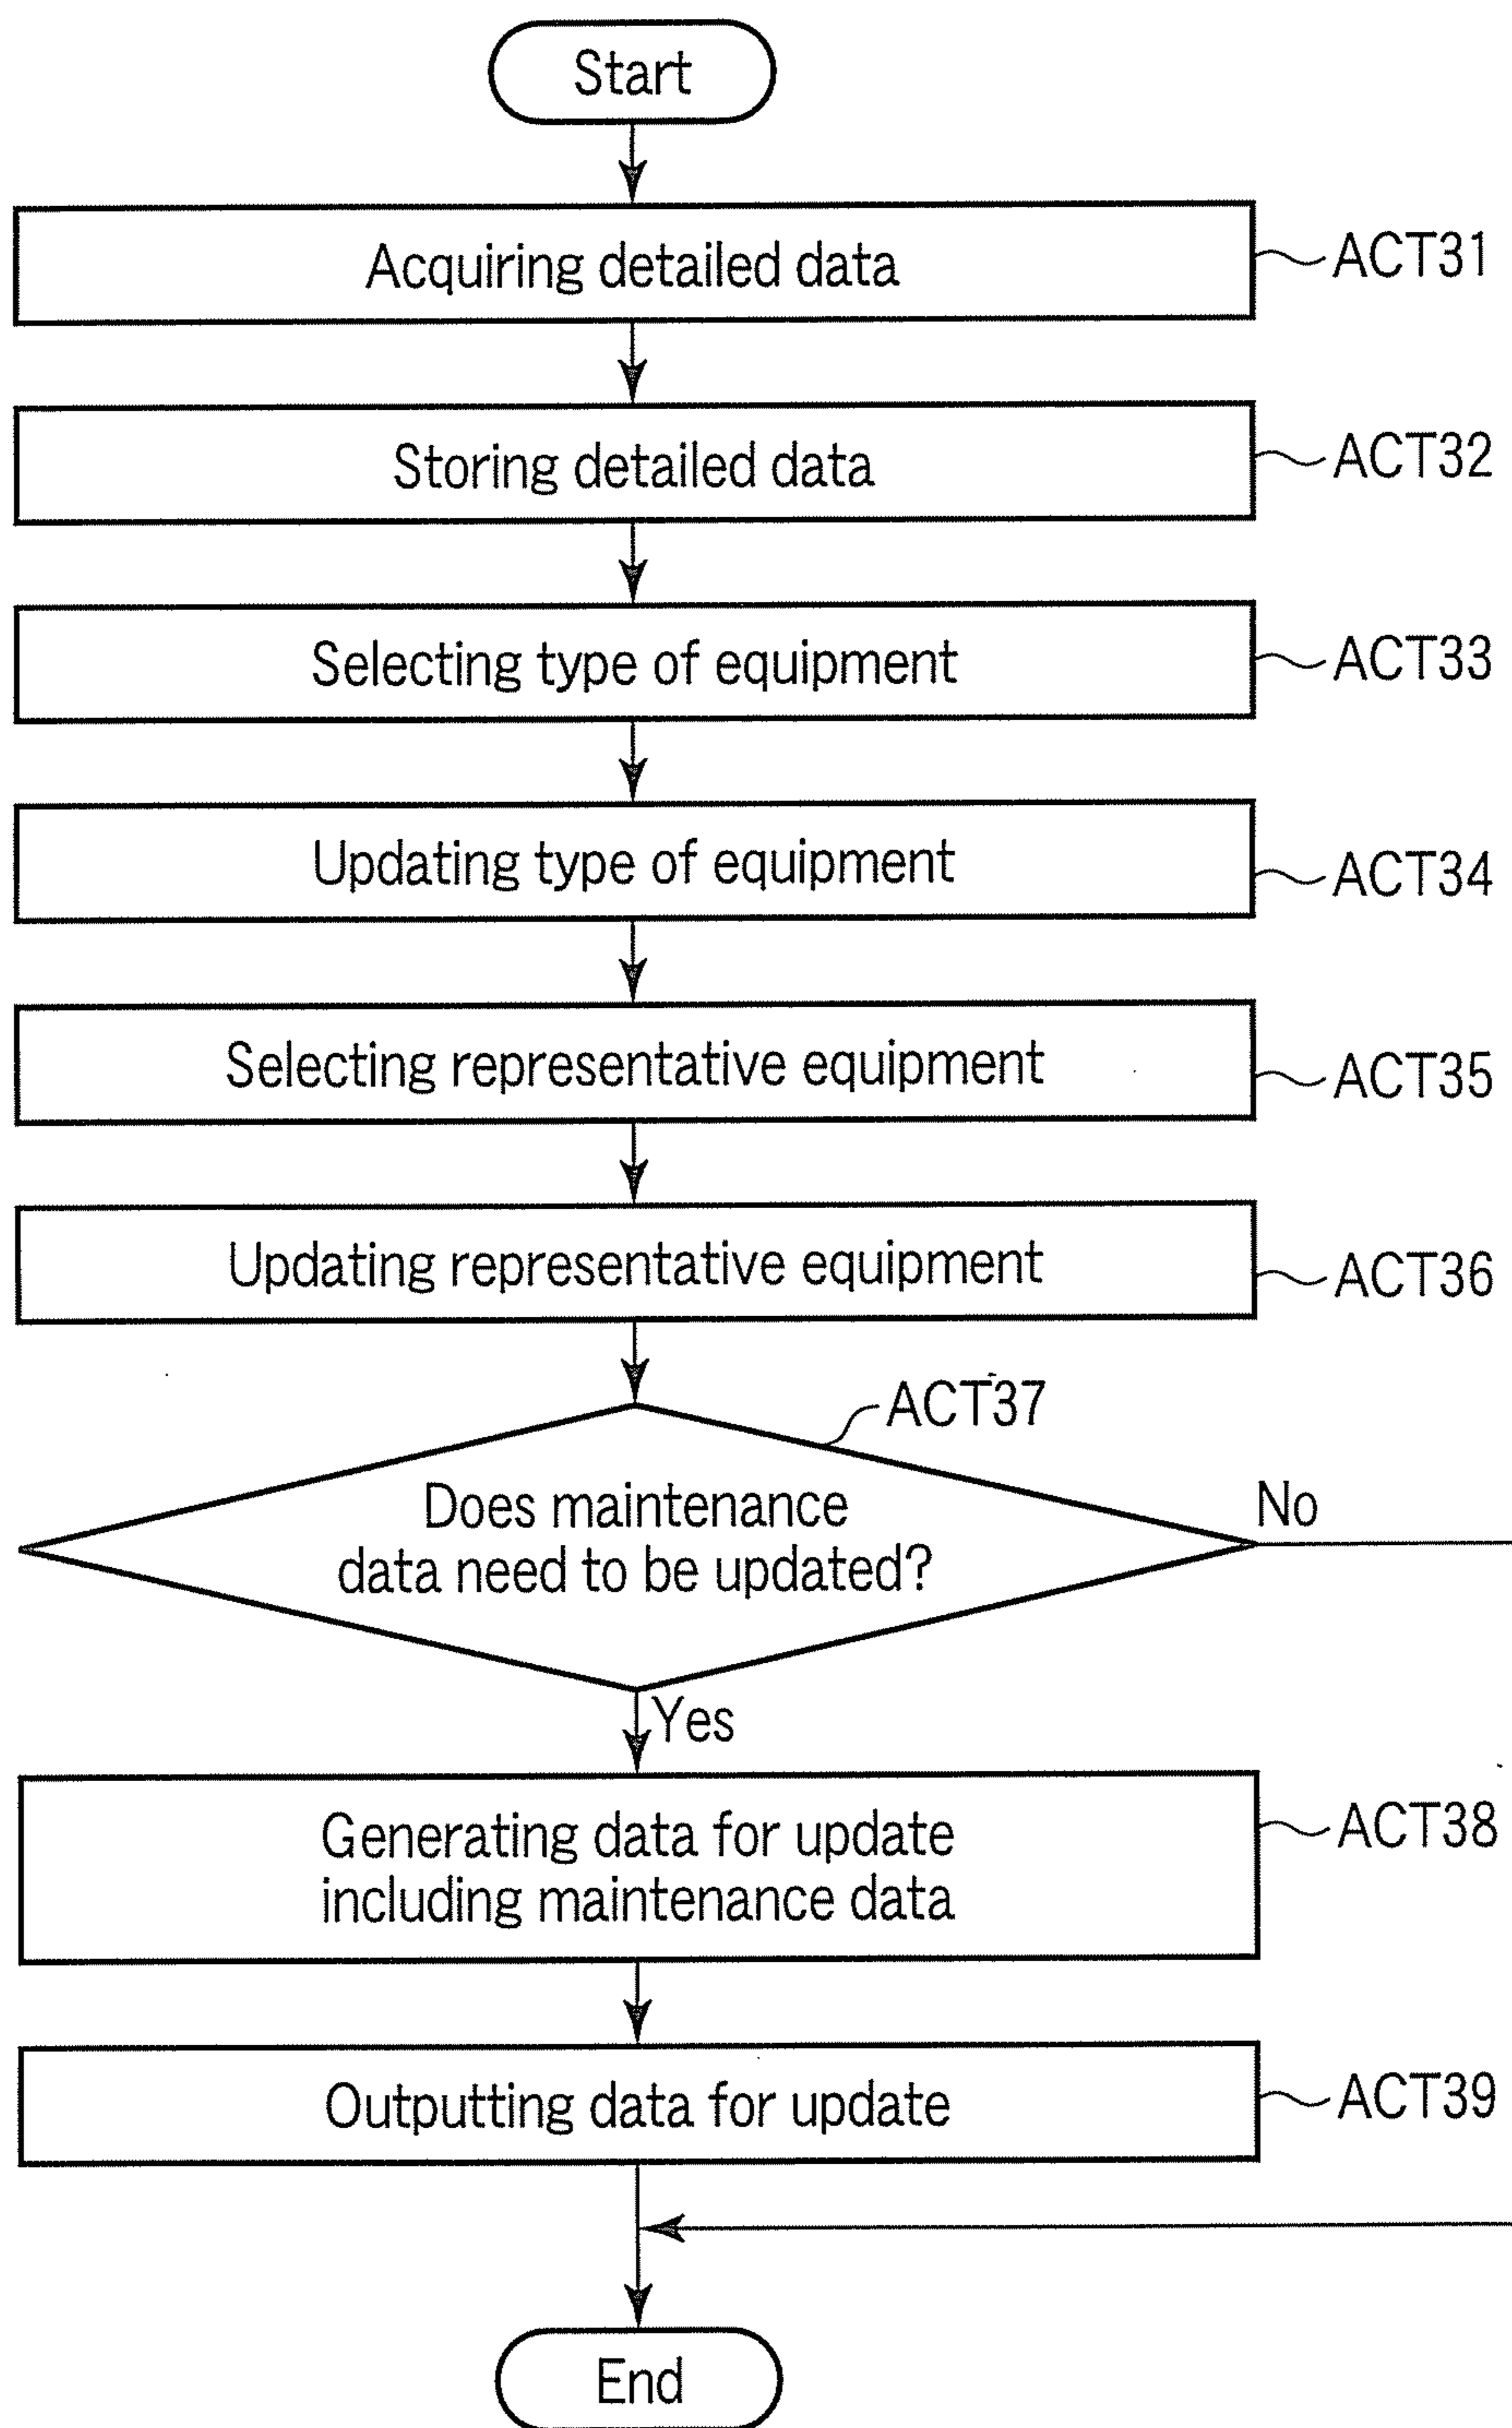 Start
Acquiring detailed data
ACT31
Storing detailed data
ACT32
Selecting type of equipment
ACT33
Updating type of equipment
ACT34
Selecting representative equipment
ACT35
Updating representative equipment
ACT36
ACT37
Does maintenance
data need to be updated?
No
Yes
Generating data for update
including maintenance data
ACT38
Outputting data for update
ACT39
End